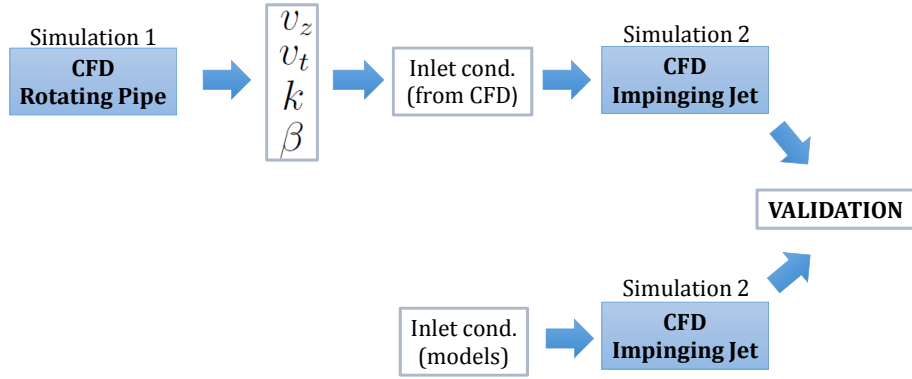 Simulation 1
CFD
Rotating Pipe
v_z
v_t
k
β
Inlet cond.
(from CFD)
Simulation 2
CFD
Impinging Jet
VALIDATION
Inlet cond.
(models)
Simulation 2
CFD
Impinging Jet